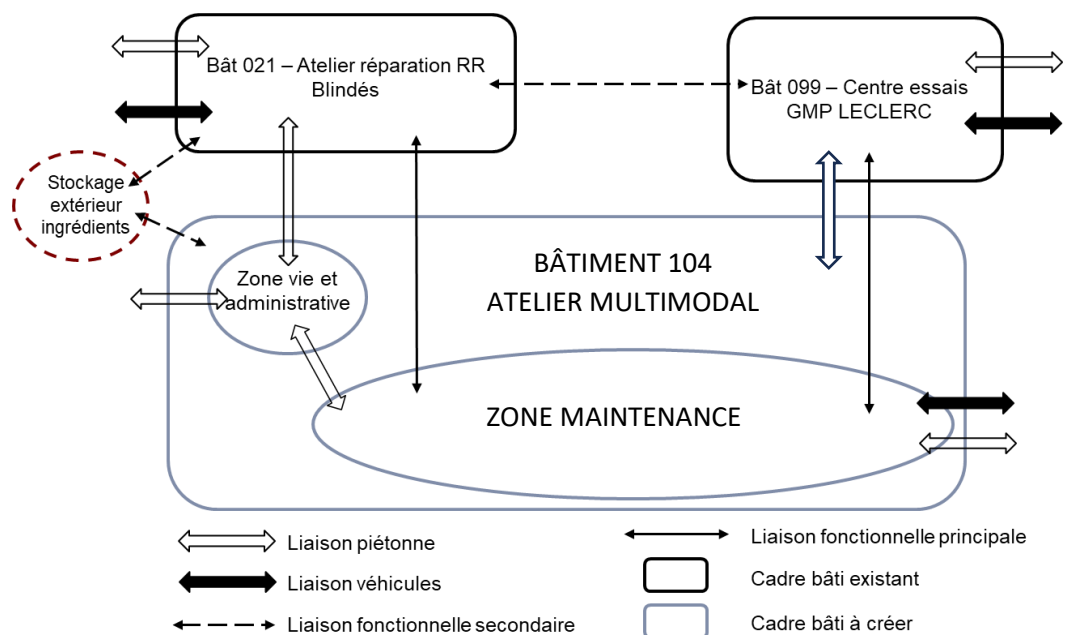 Bât 021 – Atelier réparation RR
Blindés
Bât 099 – Centre essais
GMP LECLERC
Stockage
extérieur
ingrédients
Zone vie et
administrative
BÂTIMENT 104
ATELIER MULTIMODAL
ZONE MAINTENANCE
Liaison piétonne
Liaison véhicules
Liaison fonctionnelle secondaire
Liaison fonctionnelle principale
Cadre bâti existant
Cadre bâti à créer